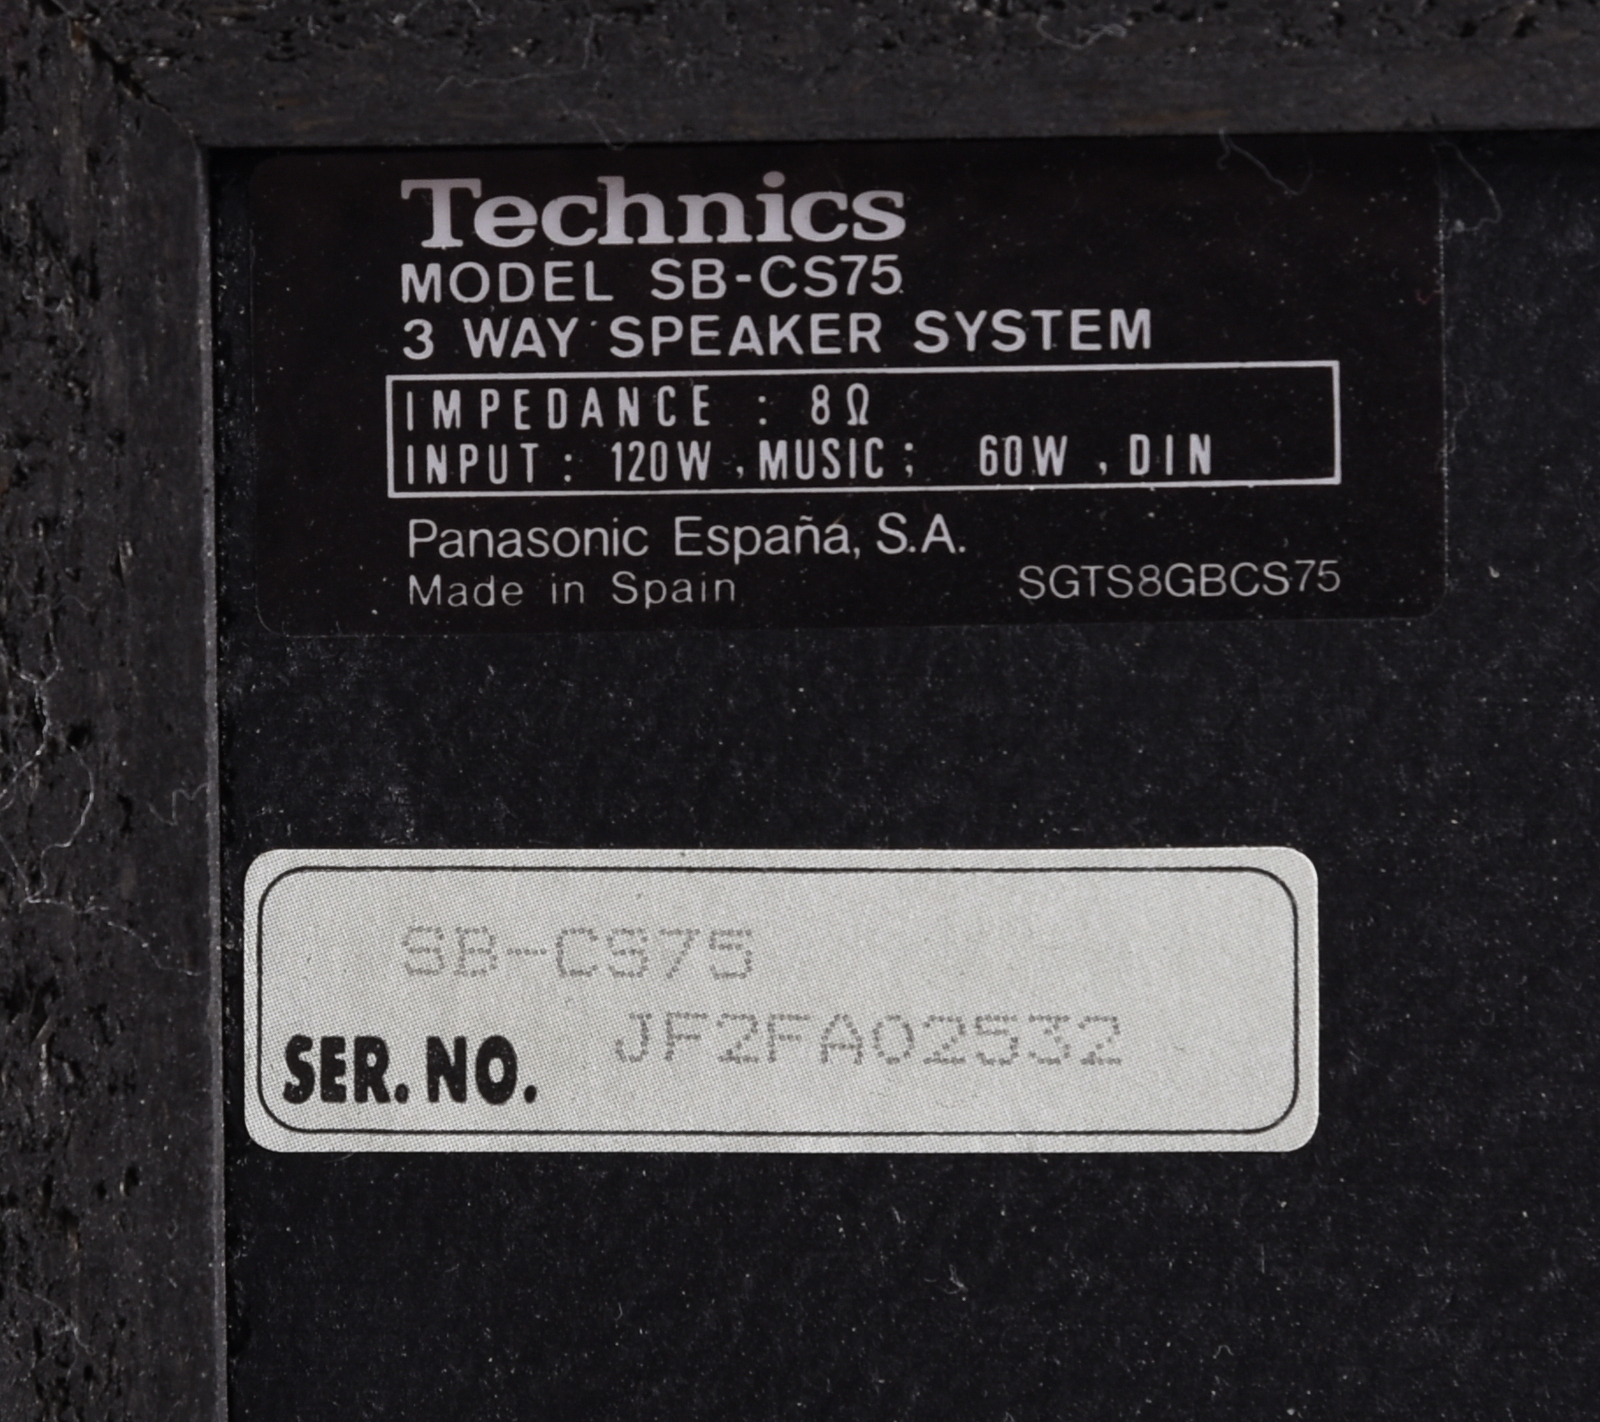 Technics
MODEL SB-CS75
3 WAY SPEAKER SYSTEM
IMPEDANCE : 8Ω
INPUT : 120W , MUSIC ; 60W , DIN
Panasonic España, S.A.
Made in Spain SGTS8GBCS75
SB-CS75
SER. NO. JF2FA02532